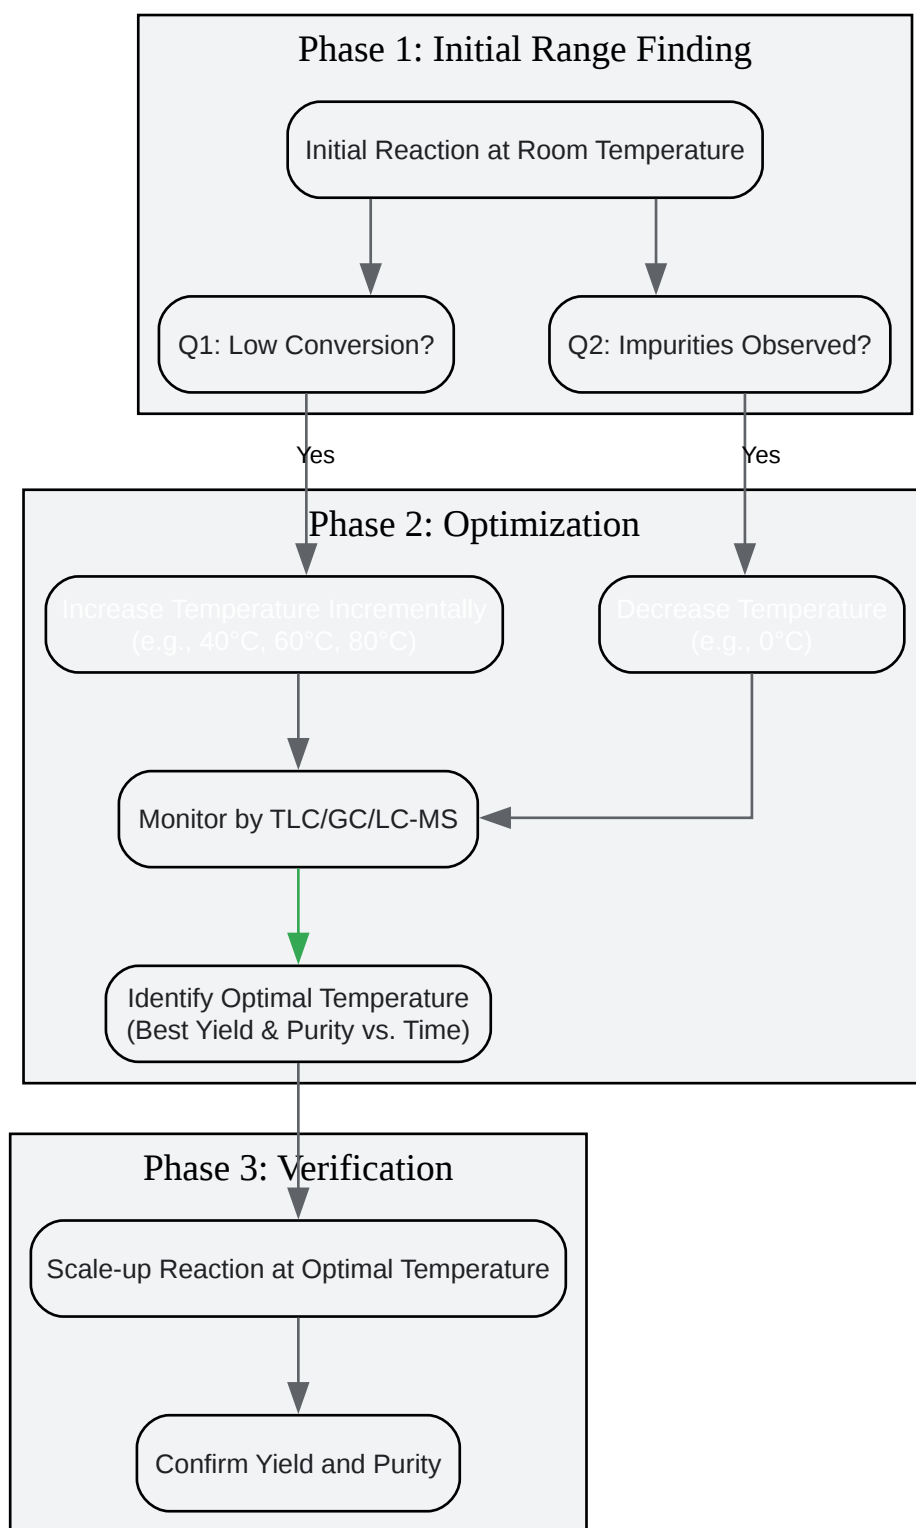 Phase 1: Initial Range Finding
Initial Reaction at Room Temperature
Q1: Low Conversion?
Q2: Impurities Observed?
Yes
Yes
Phase 2: Optimization
Increase Temperature Incrementally
(e.g., 40°C, 60°C, 80°C)
Decrease Temperature
(e.g., 0°C)
Monitor by TLC/GC/LC-MS
Identify Optimal Temperature
(Best Yield & Purity vs. Time)
Phase 3: Verification
Scale-up Reaction at Optimal Temperature
Confirm Yield and Purity